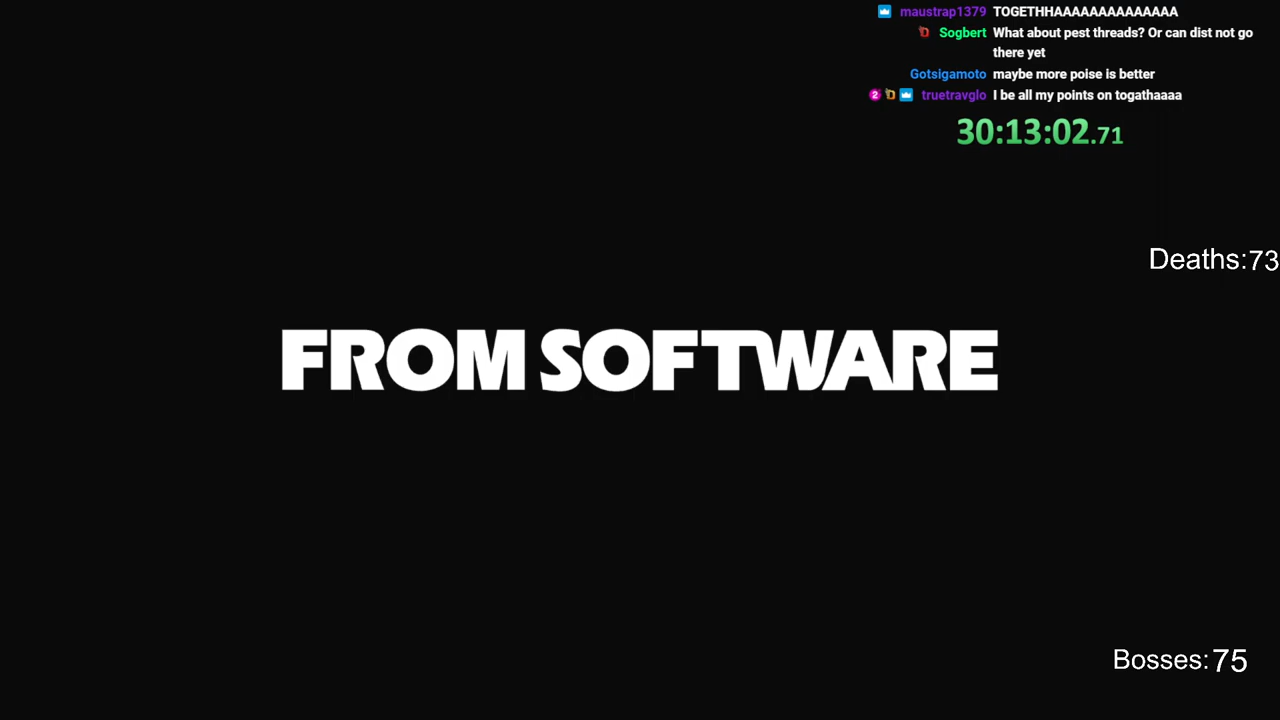 maustrap1379 TOGETHHAAAAAAAAAAAAAA
Sogbert What about pest threads? Or can dist not go
there yet
Gotsigamoto maybe more poise is better
2 truetravglo I be all my points on togathaaaa
30:13:02.71
Deaths:73
FROM SOFTWARE
Bosses:75